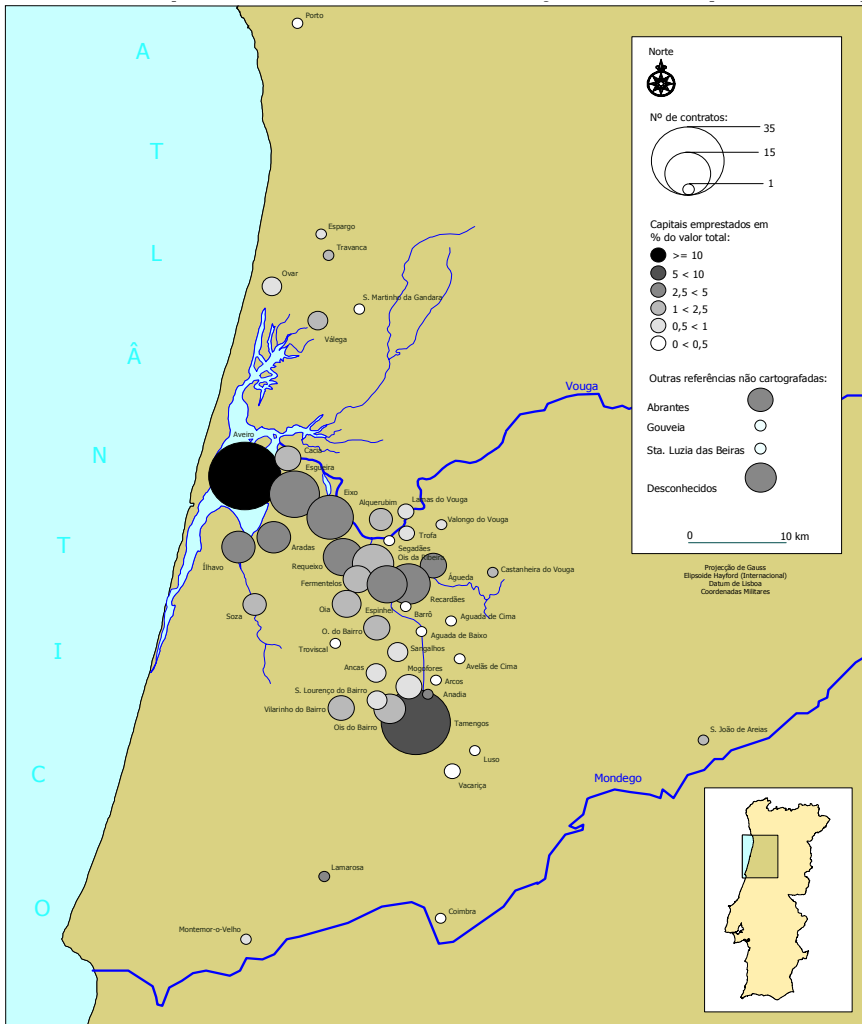 Porto
A
T
L
Â
N
T
I
C
O
Norte
Nº de contratos:
35
15
1
Capitais emprestados em
% do valor total:
>= 10
5 < 10
2,5 < 5
1 < 2,5
0,5 < 1
0 < 0,5
Outras referências não cartografadas:
Abrantes
Gouveia
Sta. Luzia das Beiras
Desconhecidos
0 10 km
Projecção de Gauss
Elipsoide Hayford (Internacional)
Datum de Lisboa
Coordenadas Militares
Espargo
Travanca
Ovar
S. Martinho da Gandara
Válega
Vouga
Aveiro
Cacia
Esgueira
Eixo
Alquerubim
Lamas do Vouga
Valongo do Vouga
Trofa
Segadães
Aradas
Ílhavo
Requeixo
Ois da Ribeira
Águeda
Castanheira do Vouga
Fermentelos
Recardães
Soza
Oia
Espinhel
Barrô
Aguada de Cima
O. do Bairro
Aguada de Baixo
Troviscal
Sangalhos
Avelãs de Cima
Ancas
Mogofores
Arcos
S. Lourenço do Bairro
Anadia
Vilarinho do Bairro
Ois do Bairro
Tamengos
S. João de Areias
Luso
Vacariça
Mondego
Lamarosa
Coimbra
Montemor-o-Velho